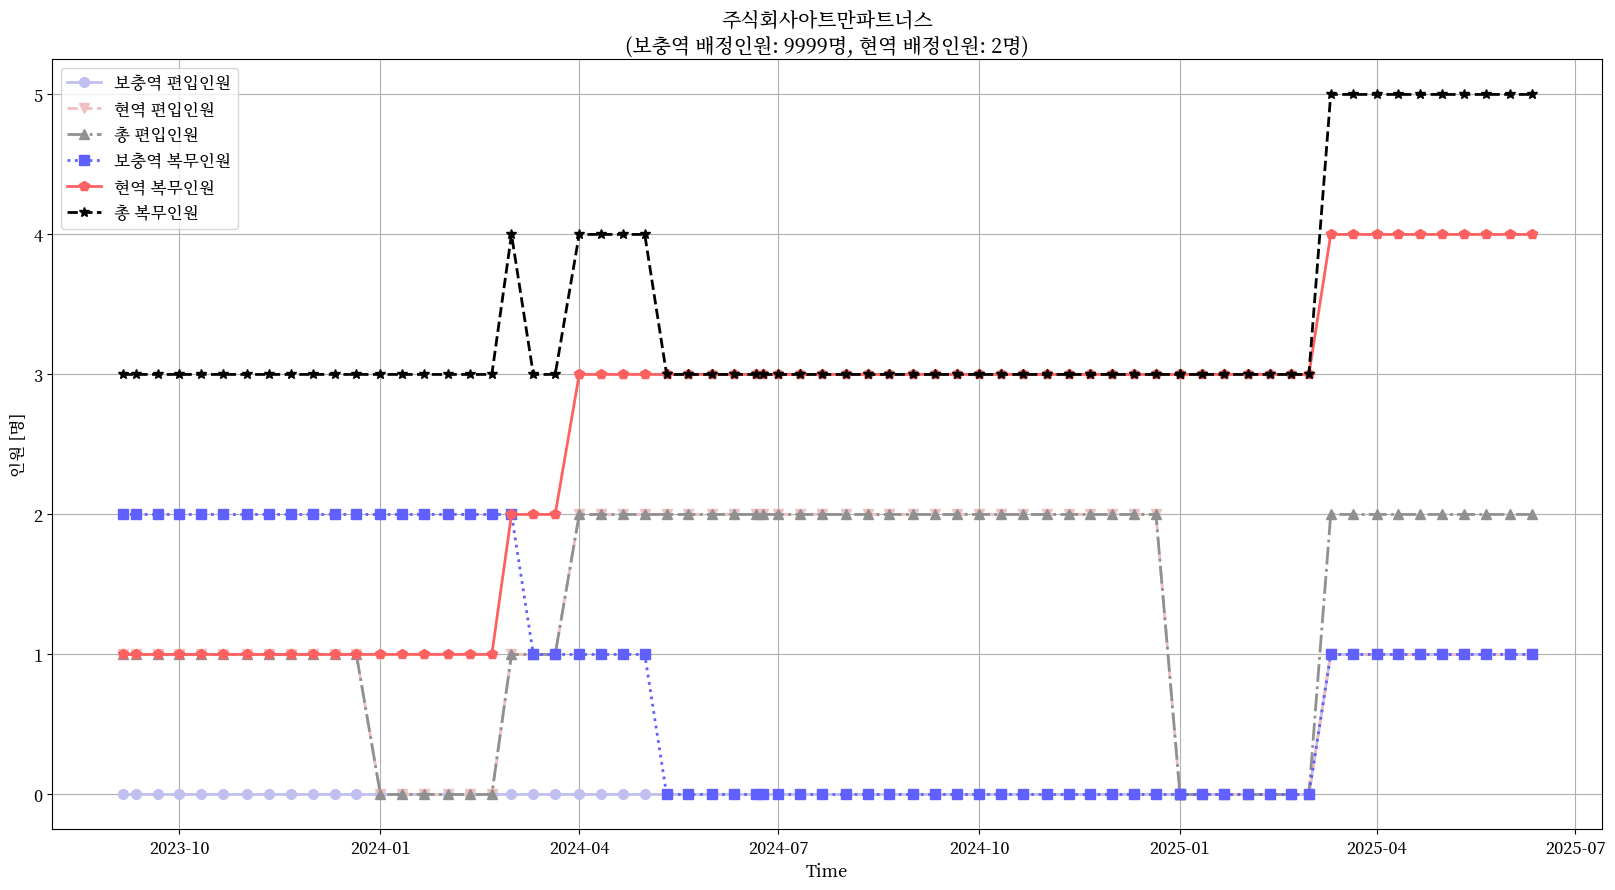 주식회사아트만파트너스
(보충역 배정인원: 9999명, 현역 배정인원: 2명)
보충역 편입인원
현역 편입인원
총 편입인원
보충역 복무인원
현역 복무인원
총 복무인원
인원 [명]
5
4
3
2
1
0
2023-10
2024-01
2024-04
2024-07
2024-10
2025-01
2025-04
2025-07
Time